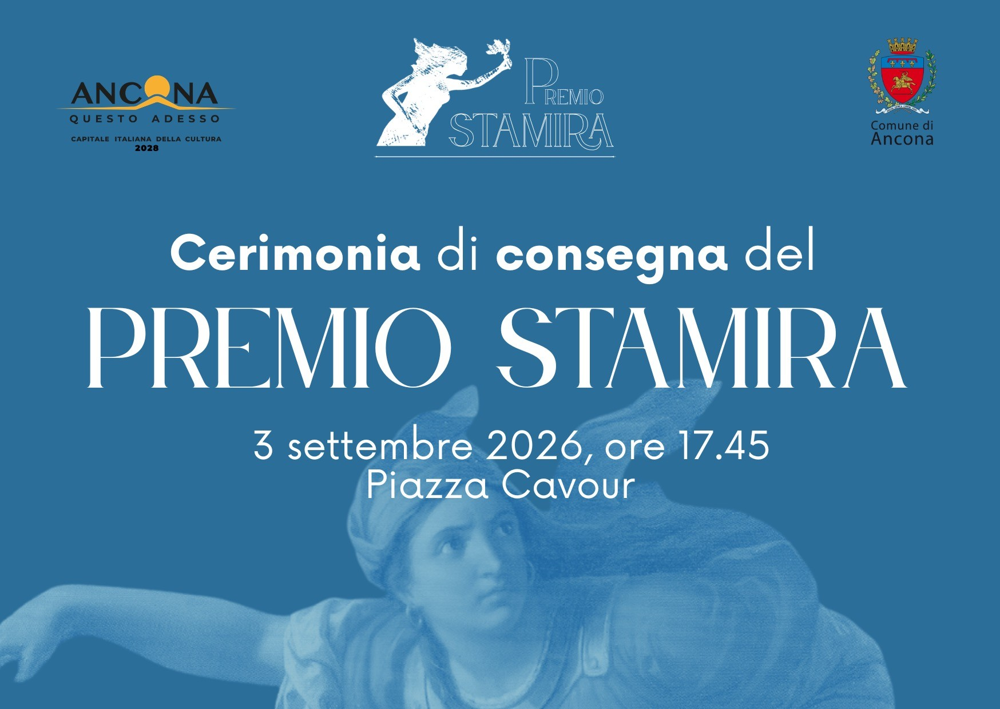 ANCONA
QUESTO ADESSO
CAPITALE ITALIANA DELLA CULTURA
2028
PREMIO
STAMIRA
Comune di
Ancona
Cerimonia di consegna del
PREMIO STAMIRA
3 settembre 2026, ore 17.45
Piazza Cavour